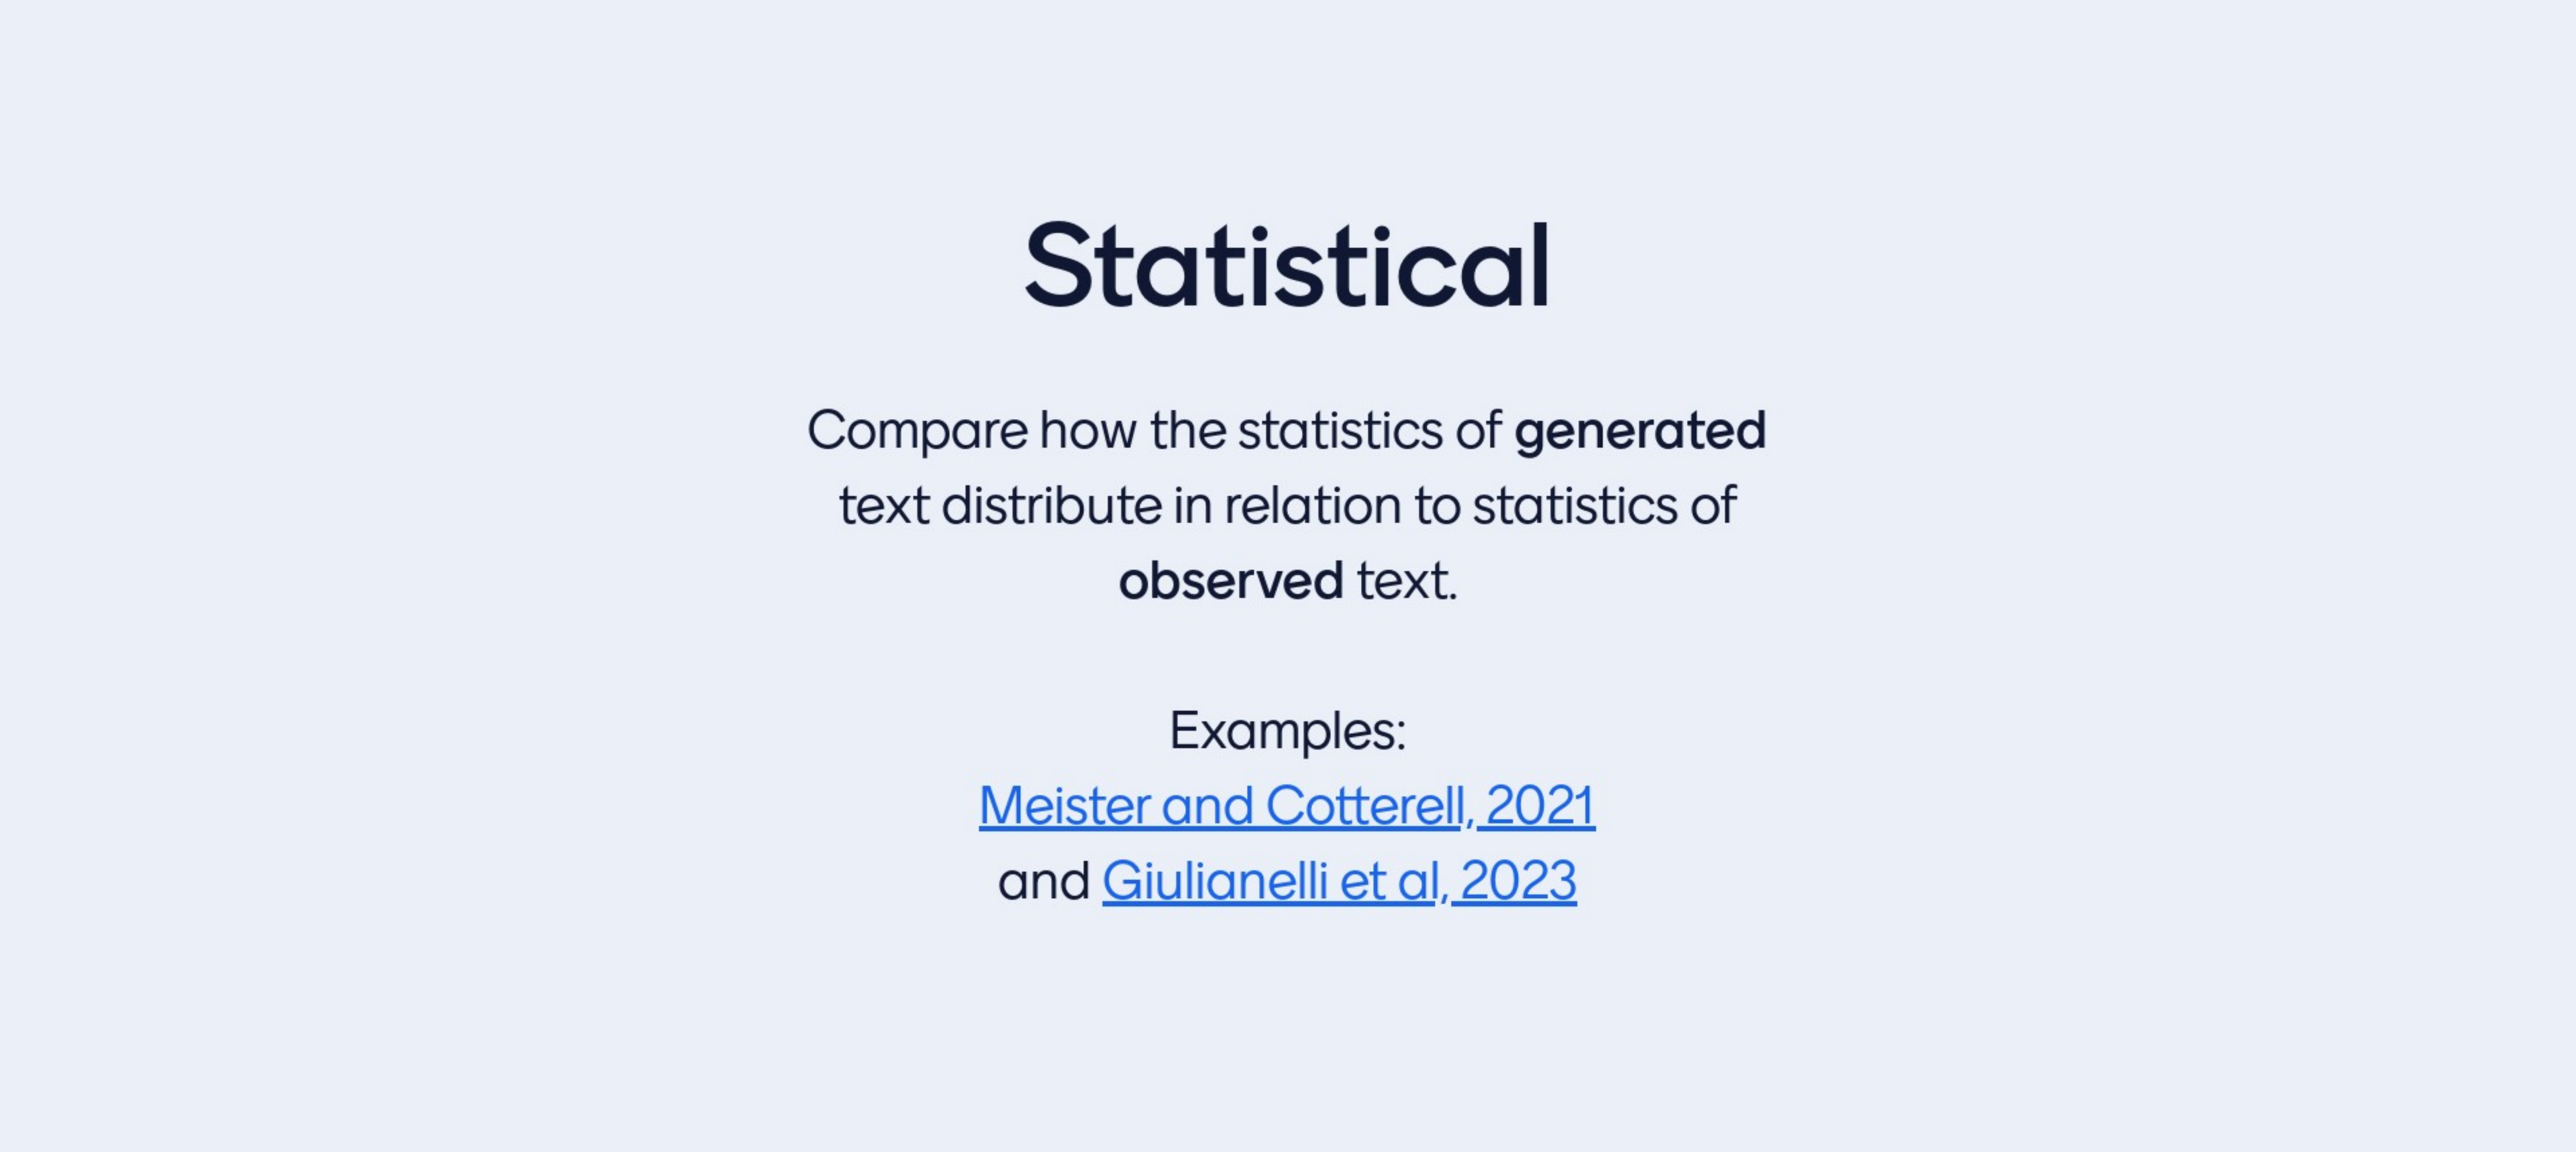 Statistical
Compare how the statistics of generated
text distribute in relation to statistics of
observed text.
Examples:
Meister and Cotterell, 2021
and Giulianelli et al, 2023